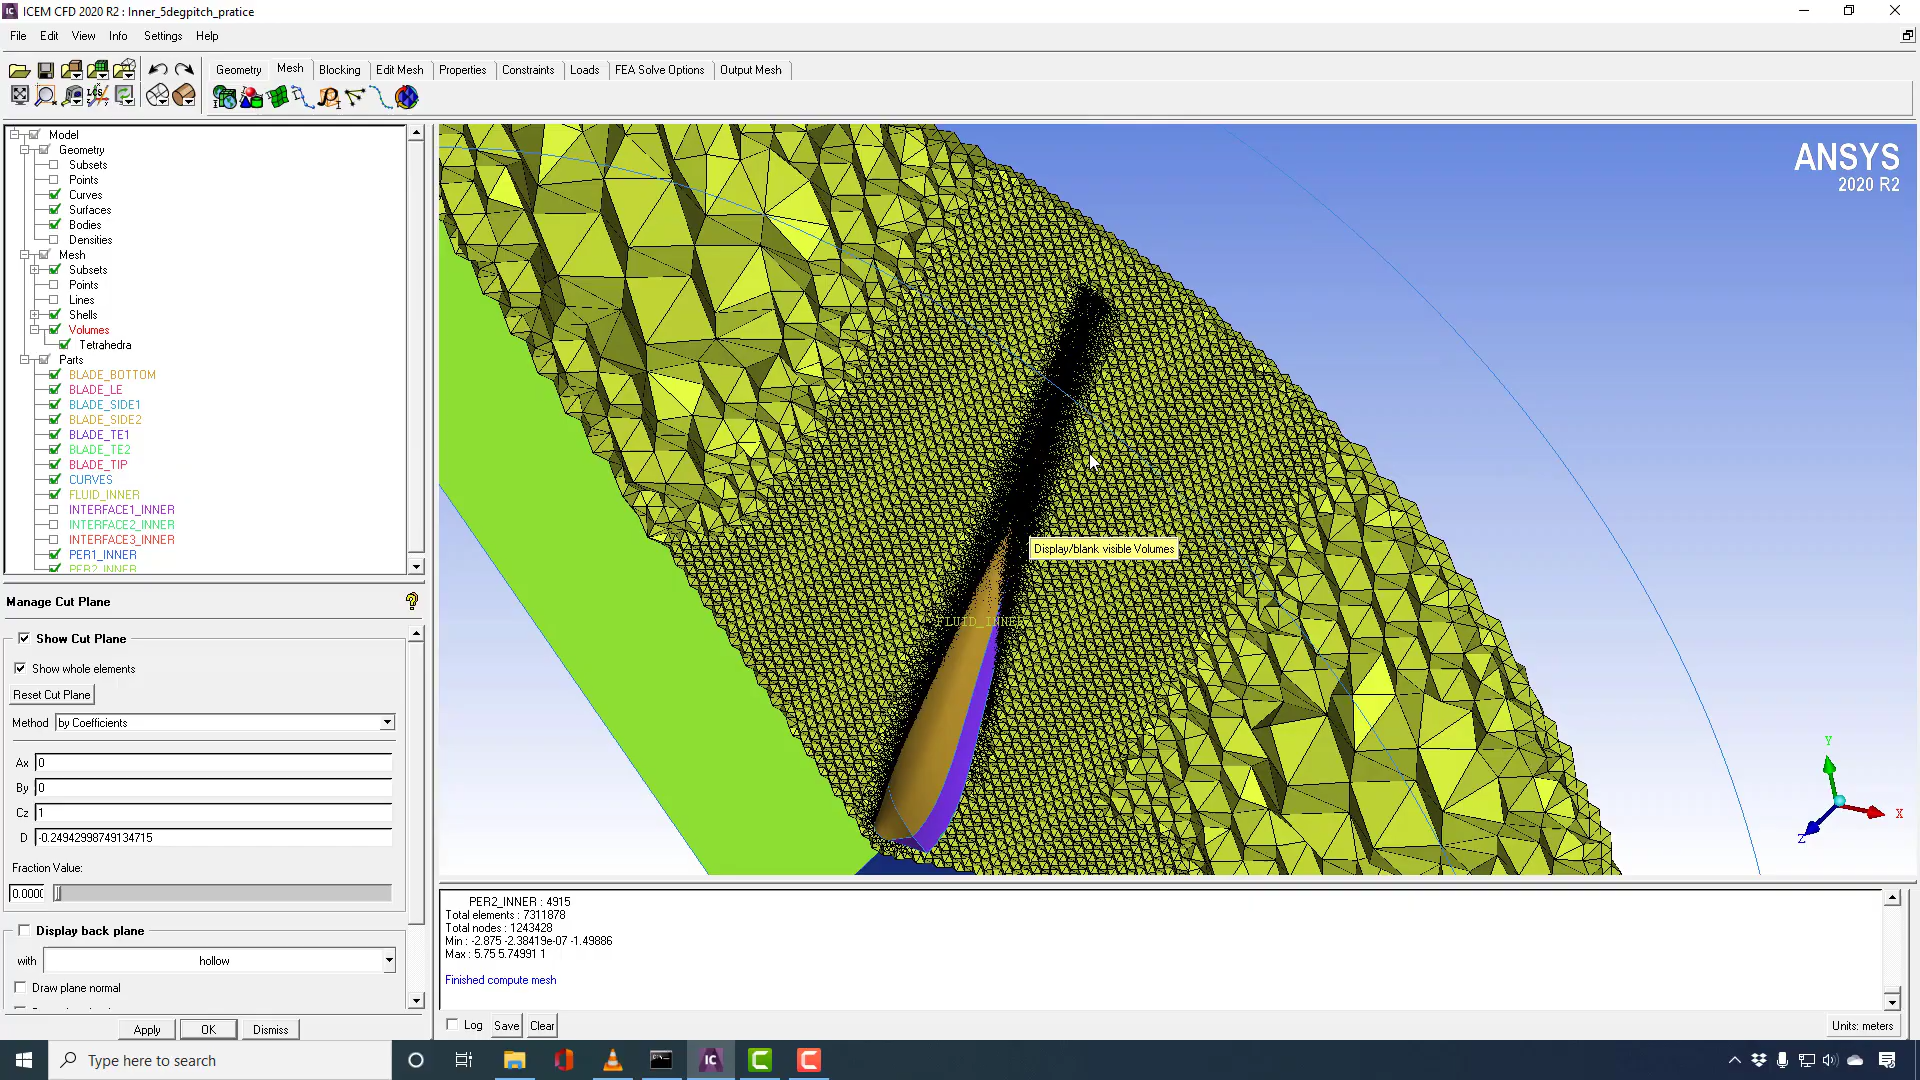 ICEM CFD 2020 R2 : Inner_5degpitch_pratice
File Edit View Info Settings Help
Geometry Mesh Blocking Edit Mesh Properties Constraints Loads FEA Solve Options Output Mesh
LCS
Model
Geometry
Subsets
Points
Curves
Surfaces
Bodies
Densities
Mesh
Subsets
Points
Lines
Shells
Volumes
Tetrahedra
Parts
BLADE_BOTTOM
BLADE_LE
BLADE_SIDE1
BLADE_SIDE2
BLADE_TE1
BLADE_TE2
BLADE_TIP
CURVES
FLUID_INNER
INTERFACE1_INNER
INTERFACE2_INNER
INTERFACE3_INNER
PER1_INNER
PER2_INNER
Manage Cut Plane
Show Cut Plane
Show whole elements
Reset Cut Plane
Method by Coefficients
Ax 0
By 0
Cz 1
D -0.24942998749134715
Fraction Value:
0.000
Display back plane
with hollow
Draw plane normal
Apply OK Dismiss
ANSYS
2020 R2
Display/blank visible Volumes
FLUID_INNER
Y
X
Z
PER2_INNER : 4915
Total elements : 7311878
Total nodes : 1243428
Min : -2.875 -2.38419e-07 -1.49886
Max : 5.75 5.74991 1
Finished compute mesh
Log Save Clear
Units: meters
Type here to search
IC